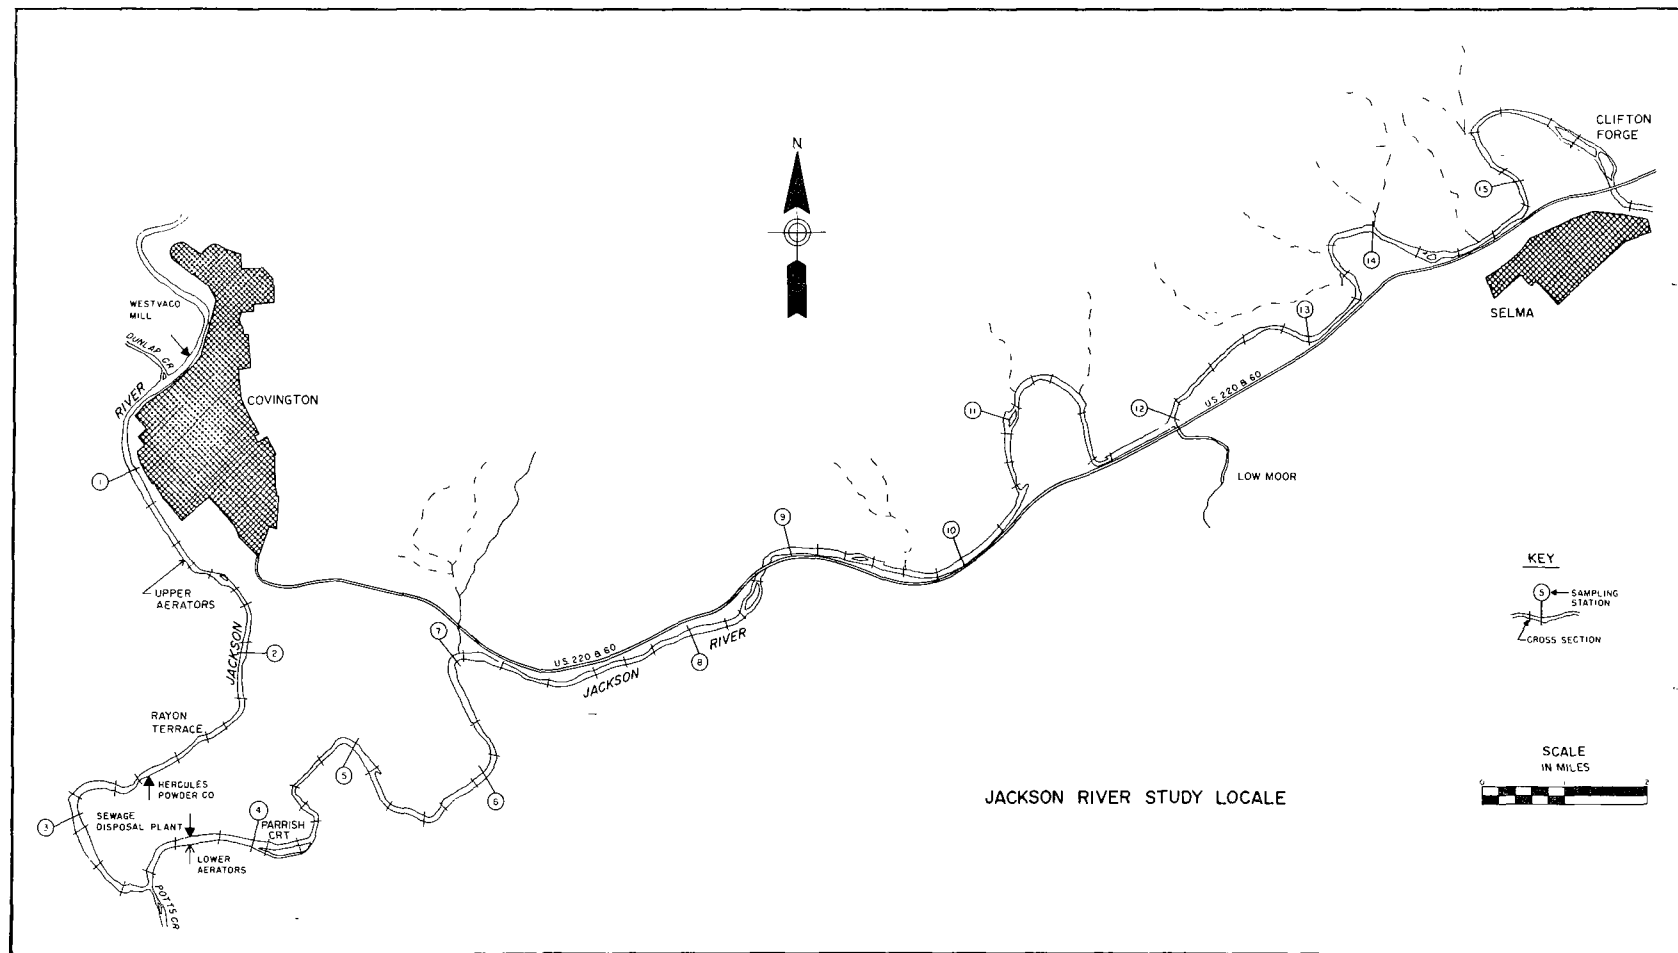 N
CLIFTON
FORGE
15
14
SELMA
13
WESTVACO
MILL
DUNLAP CR.
RIVER
COVINGTON
US 220 & 60
11
12
LOW MOOR
1
9
10
KEY
5
SAMPLING
STATION
CROSS SECTION
UPPER
AERATORS
JACKSON
2
7
8
US 220 & 60
JACKSON
RIVER
RAYON
TERRACE
HERCULES
POWDER CO
5
6
SCALE
IN MILES
0
2
JACKSON RIVER STUDY LOCALE
3
SEWAGE
DISPOSAL PLANT
4
PARRISH
CRT
LOWER
AERATORS
POTTS CR